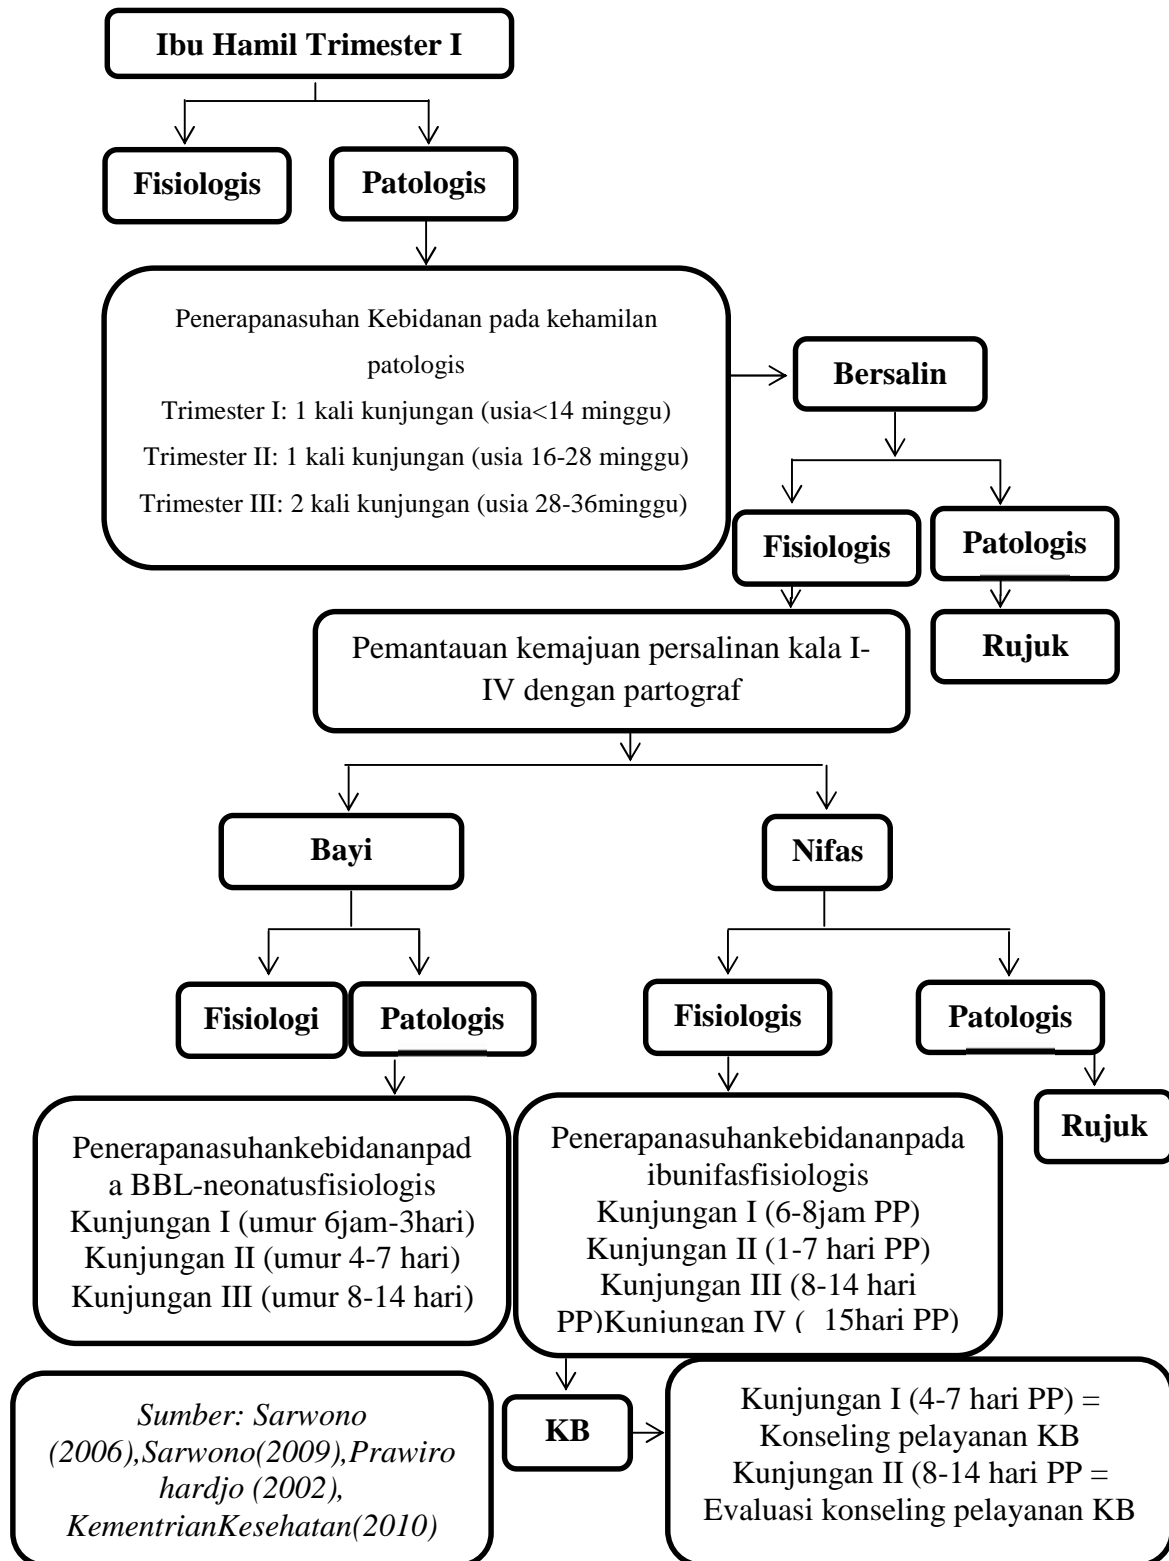 Ibu Hamil Trimester I
Fisiologis
Patologis
Penerapanasuhan Kebidanan pada kehamilan
patologis
Trimester I: 1 kali kunjungan (usia<14 minggu)
Trimester II: 1 kali kunjungan (usia 16-28 minggu)
Trimester III: 2 kali kunjungan (usia 28-36minggu)
Bersalin
Fisiologis
Patologis
Rujuk
Pemantauan kemajuan persalinan kala I-
IV dengan partograf
Bayi
Nifas
Fisiologi
Patologis
Fisiologis
Patologis
Rujuk
Penerapanasuhankebidananpad
a BBL-neonatusfisiologis
Kunjungan I (umur 6jam-3hari)
Kunjungan II (umur 4-7 hari)
Kunjungan III (umur 8-14 hari)
Penerapanasuhankebidananpada
ibunifasfisiologis
Kunjungan I (6-8jam PP)
Kunjungan II (1-7 hari PP)
Kunjungan III (8-14 hari
PP)Kunjungan IV ( 15hari PP)
Sumber: Sarwono
(2006),Sarwono(2009),Prawiro
hardjo (2002),
KementrianKesehatan(2010)
KB
Kunjungan I (4-7 hari PP) =
Konseling pelayanan KB
Kunjungan II (8-14 hari PP =
Evaluasi konseling pelayanan KB